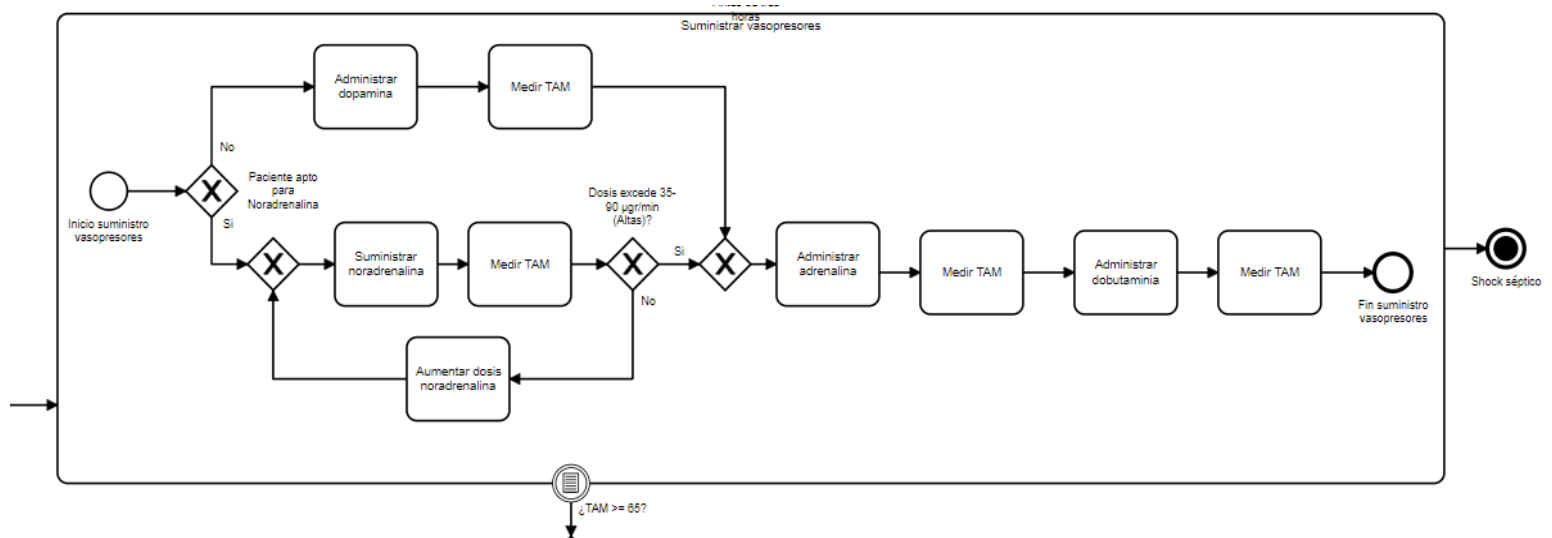 horas
Suministrar vasopresores
Administrar
dopamina
Medir TAM
No
Paciente apto
para
Noradrenalina
Si
Inicio suministro
vasopresores
Dosis excede 35-
90 µgr/min
(Altas)?
Suministrar
noradrenalina
Medir TAM
Si
No
Aumentar dosis
noradrenalina
Administrar
adrenalina
Medir TAM
Administrar
dobutaminia
Medir TAM
Fin suministro
vasopresores
Shock séptico
¿TAM >= 65?